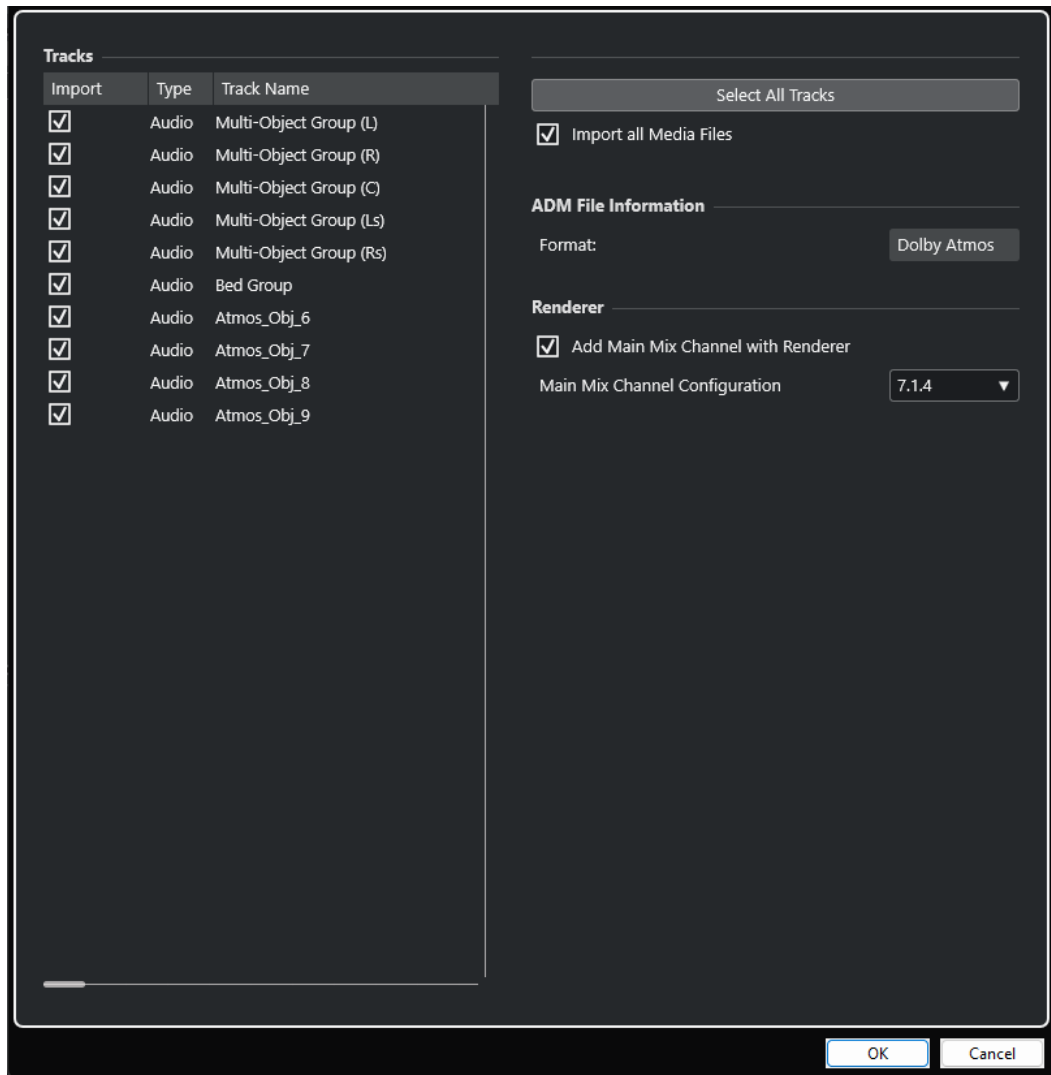 Tracks
Import Type Track Name
Audio Multi-Object Group (L)
Audio Multi-Object Group (R)
Audio Multi-Object Group (C)
Audio Multi-Object Group (Ls)
Audio Multi-Object Group (Rs)
Audio Bed Group
Audio Atmos_Obj_6
Audio Atmos_Obj_7
Audio Atmos_Obj_8
Audio Atmos_Obj_9
Select All Tracks
Import all Media Files
ADM File Information
Format: Dolby Atmos
Renderer
Add Main Mix Channel with Renderer
Main Mix Channel Configuration 7.1.4
OK Cancel